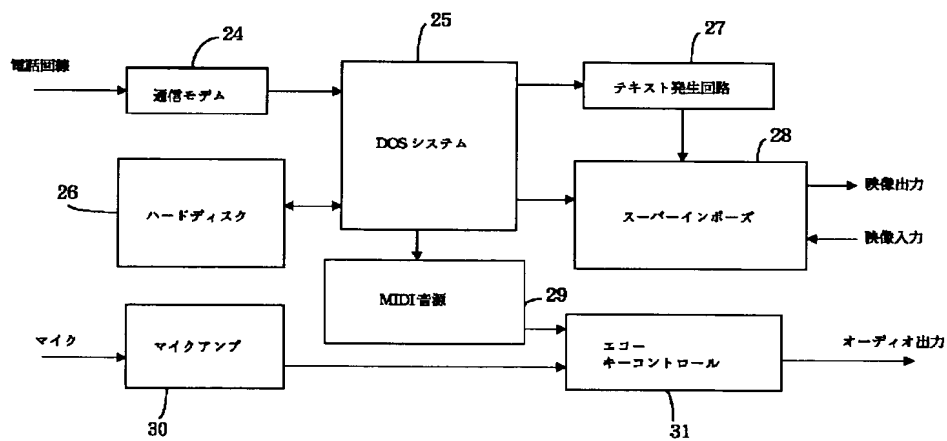 24
25
27
電話回線
通信モデム
DOSシステム
テキスト発生回路
28
26
ハードディスク
スーパーインポーズ
映像出力
映像入力
MIDI音源
29
マイク
マイクアンプ
エコー
キーコントロール
オーディオ出力
30
31